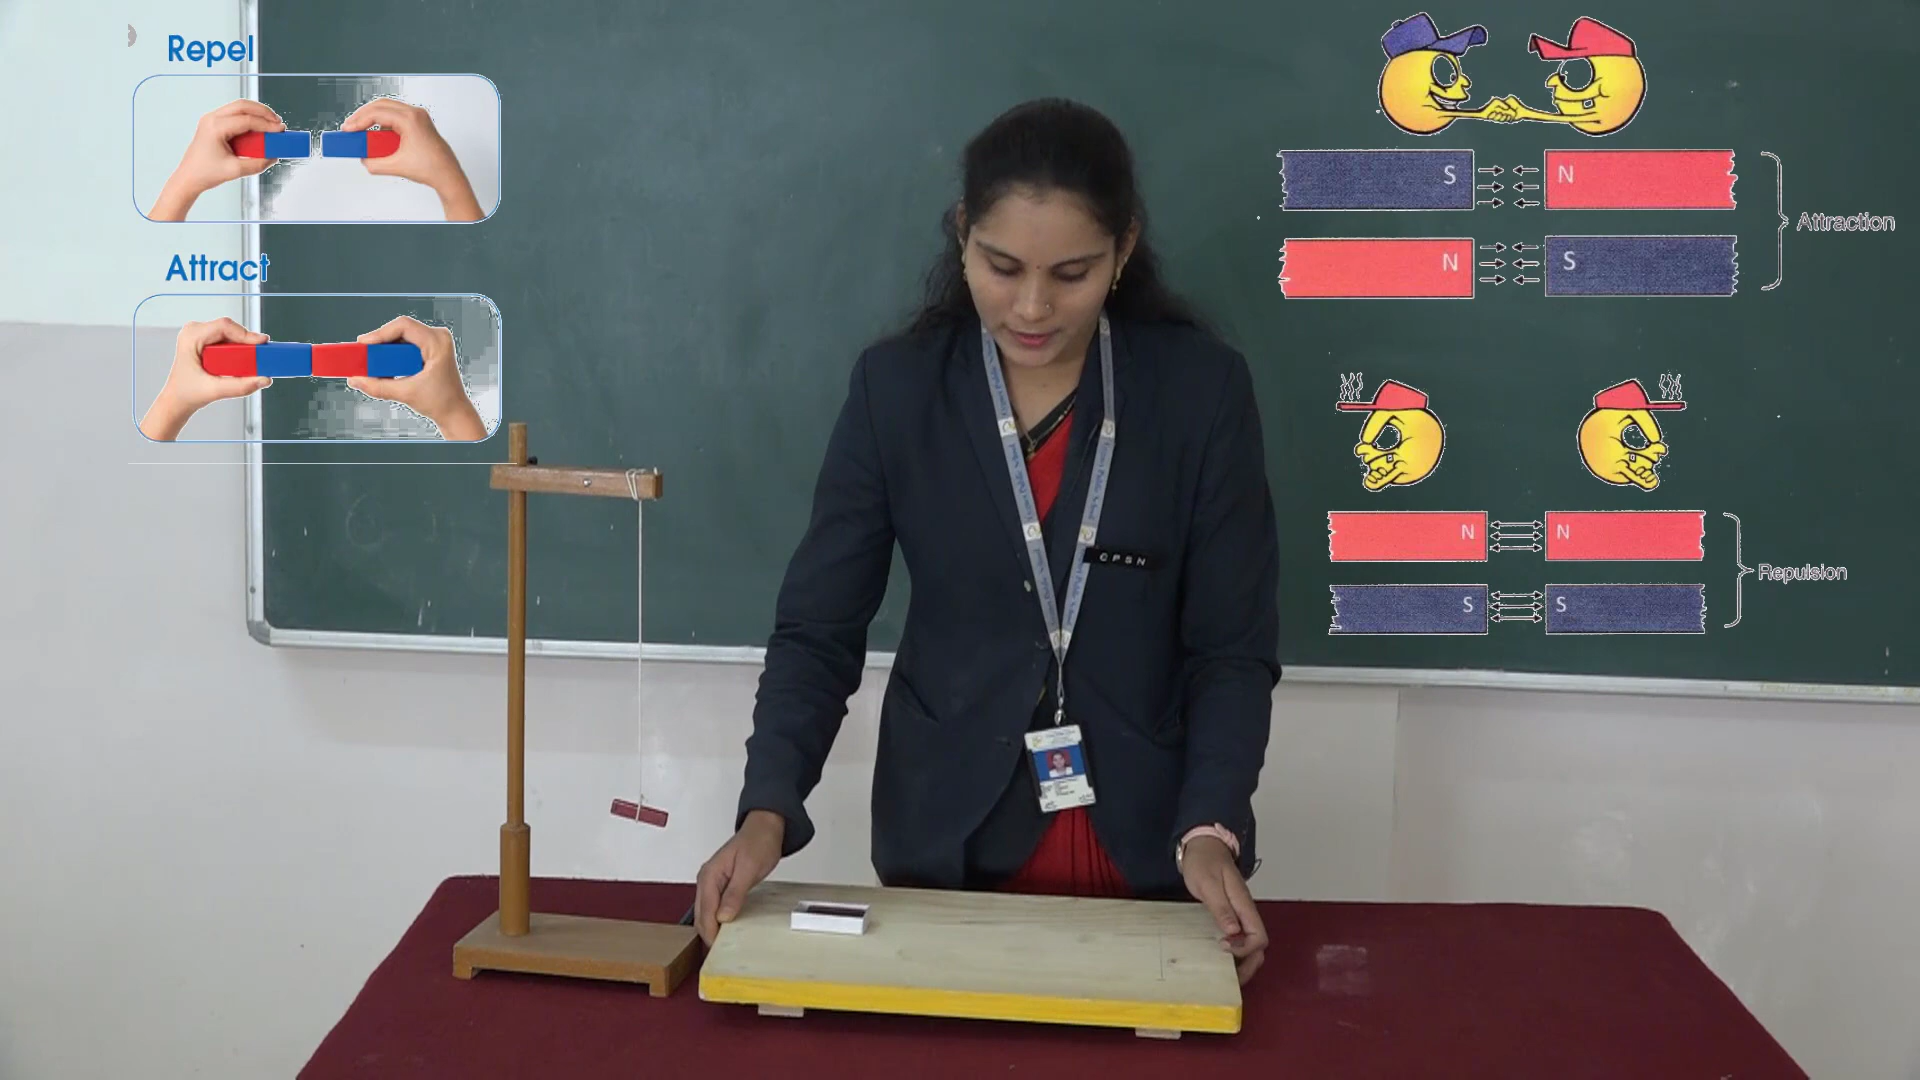 Repel
Attract
S N
N S
Attraction
N N
S S
Repulsion
CPSN